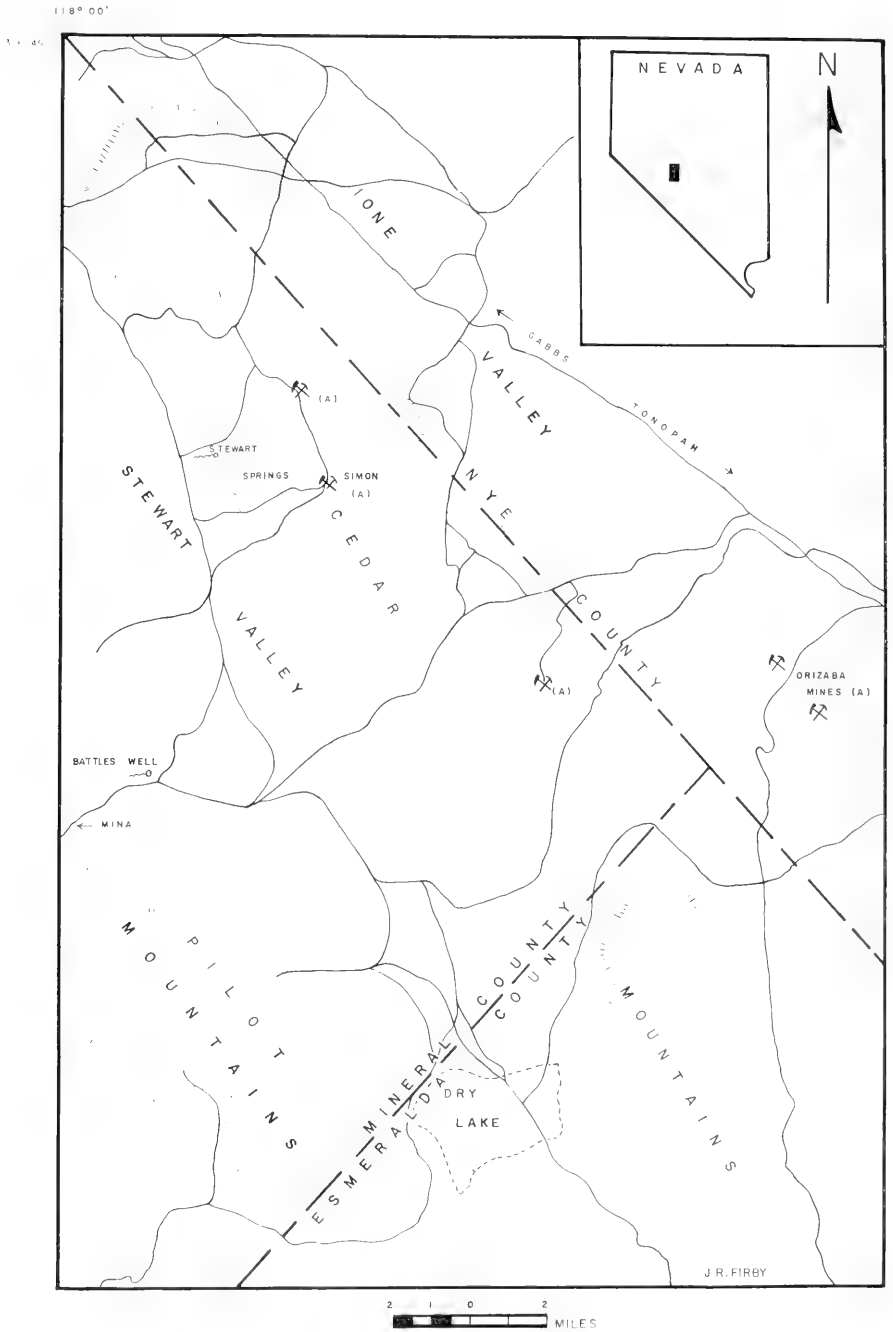 118° 00'
NEVADA
N
IONE
VALLEY
GABBS
TONOPAH
(A)
STEWART
SPRINGS
SIMON
(A)
STEWART
VALLEY
CEDAR
NYE
COUNTY
(A)
ORIZABA
MINES (A)
BATTLES WELL
MINA
PILOT
MOUNTAINS
MINERAL COUNTY
ESMERALDA COUNTY
MOUNTAINS
DRY
LAKE
J R. FIRBY
2 1 0 2
MILES